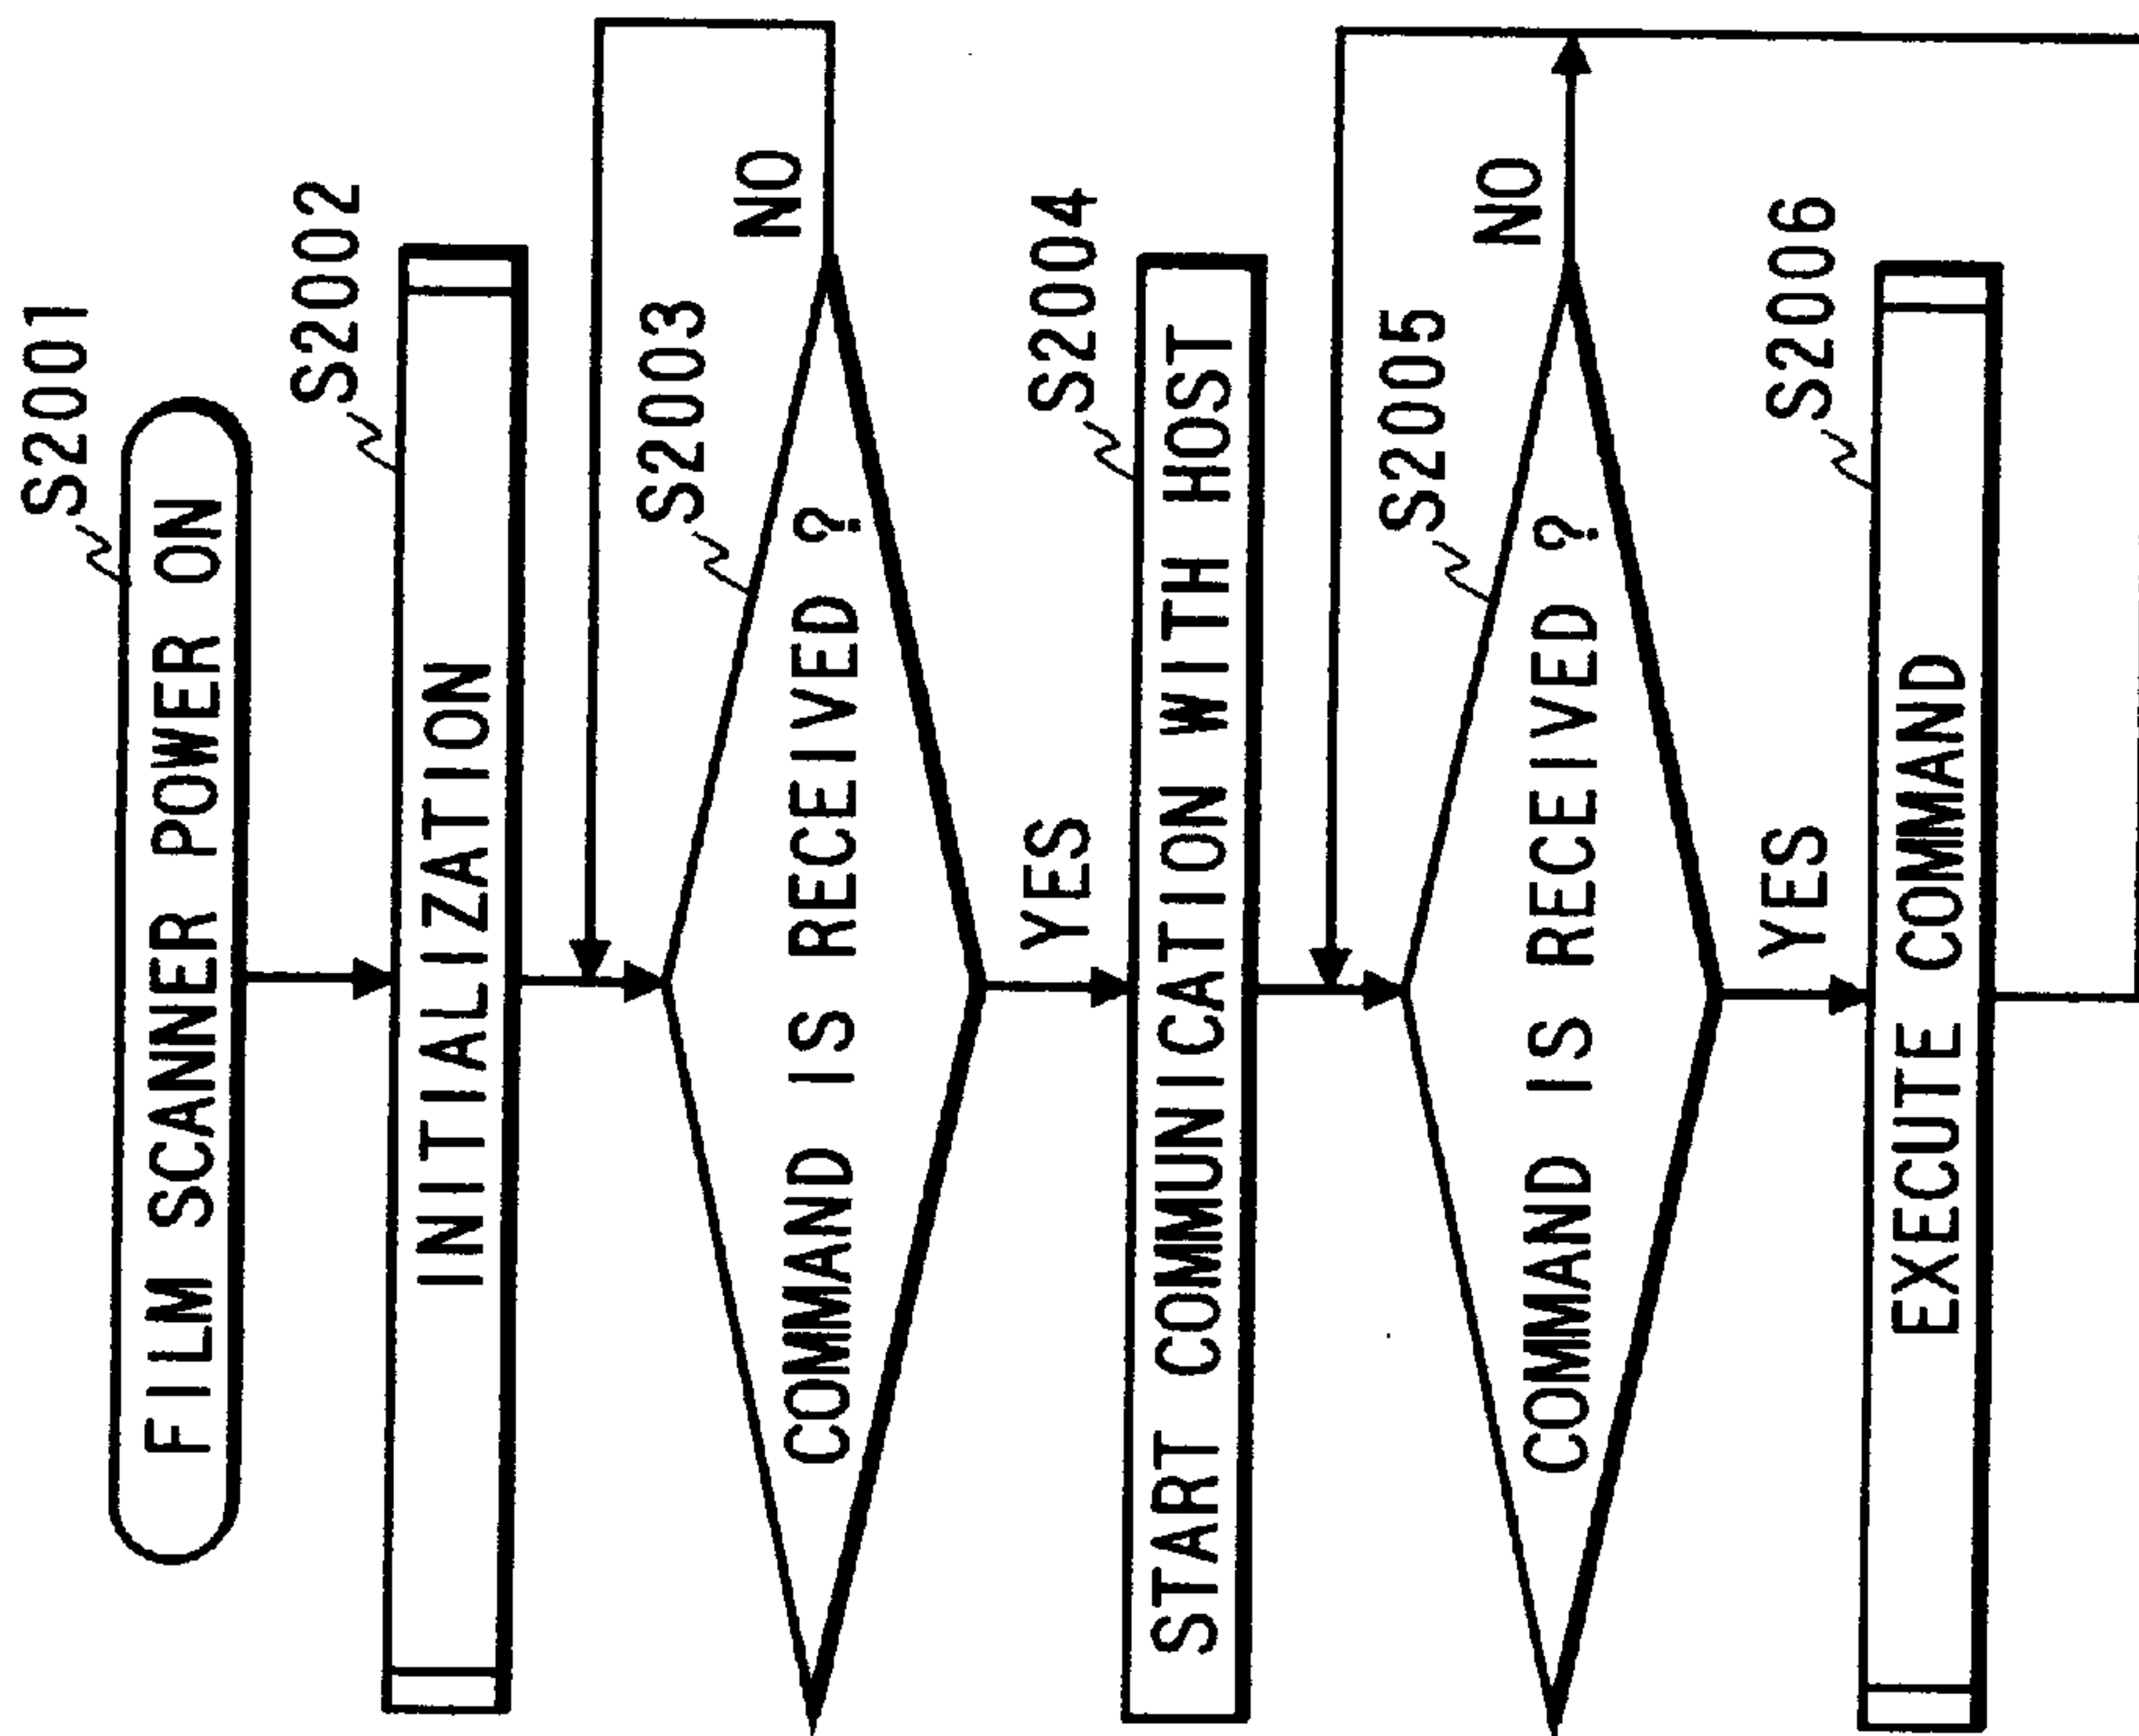 S2001
FILM SCANNER POWER ON
S2002
INITIALIZATION
S2003
COMMAND IS RECEIVED ?
NO
YES
S2004
START COMMUNICATION WITH HOST
S2005
COMMAND IS RECEIVED ?
NO
YES
S2006
EXECUTE COMMAND